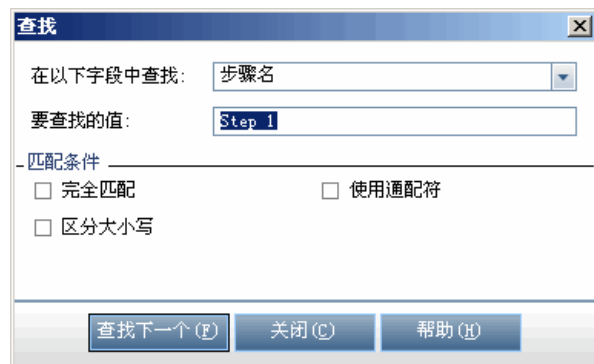 查找
在以下字段中查找: 步骤名
要查找的值: Step 1
匹配条件
完全匹配 使用通配符
区分大小写
查找下一个(F) 关闭(C) 帮助(H)